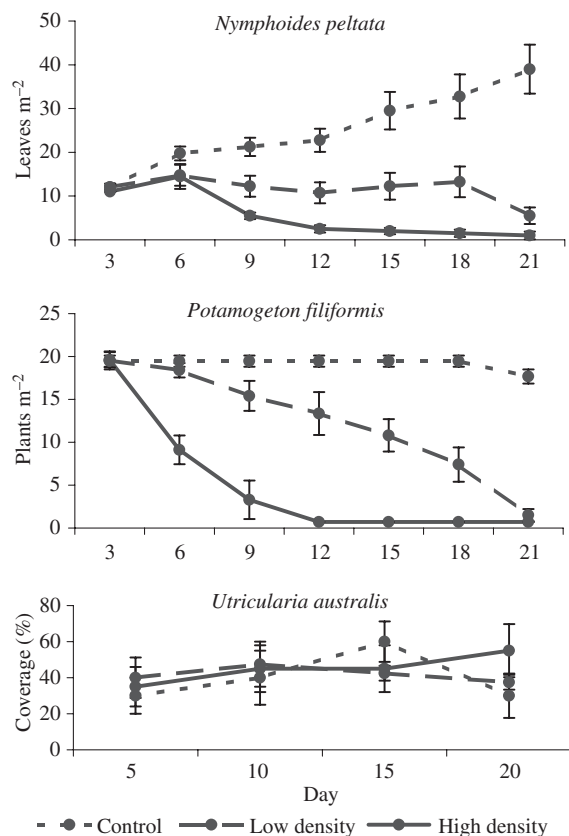 Nymphoides peltata
50
40
30
20
10
0
Leaves m⁻²
3 6 9 12 15 18 21
Potamogeton filiformis
25
20
15
10
5
0
Plants m⁻²
3 6 9 12 15 18 21
Utricularia australis
80
60
40
20
0
Coverage (%)
5 10 15 20
Day
Control Low density High density